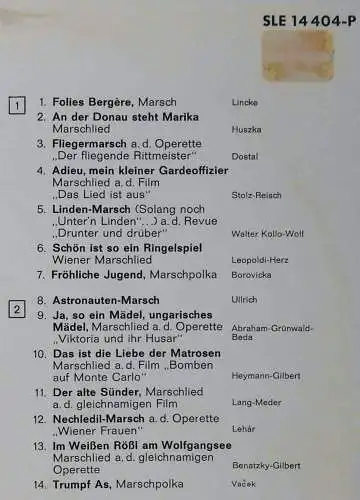 SLE 14 404-P
1 1. Folies Bergère, Marsch Lincke
2. An der Donau steht Marika
Marschlied Huszka
3. Fliegermarsch a. d. Operette
„Der fliegende Rittmeister“ Dostal
4. Adieu, mein kleiner Gardeoffizier
Marschlied a. d. Film
„Das Lied ist aus“ Stolz-Reisch
5. Linden-Marsch (Solang noch
„Unter'n Linden“...) a. d. Revue
„Drunter und drüber“ Walter Kollo-Wolf
6. Schön ist so ein Ringelspiel
Wiener Marschlied Leopoldi-Herz
7. Fröhliche Jugend, Marschpolka Borovicka
2 8. Astronauten-Marsch Ullrich
9. Ja, so ein Mädel, ungarisches
Mädel, Marschlied a. d. Operette Abraham-Grünwald-
„Viktoria und ihr Husar“ Beda
10. Das ist die Liebe der Matrosen
Marschlied a. d. Film „Bomben
auf Monte Carlo“ Heymann-Gilbert
11. Der alte Sünder, Marschlied
a. d. gleichnamigen Film Lang-Meder
12. Nechledil-Marsch a. d. Operette
„Wiener Frauen“ Lehár
13. Im Weißen Rößl am Wolfgangsee
Marschlied a. d. gleichnamigen
Operette Benatzky-Gilbert
14. Trumpf As, Marschpolka Vaček